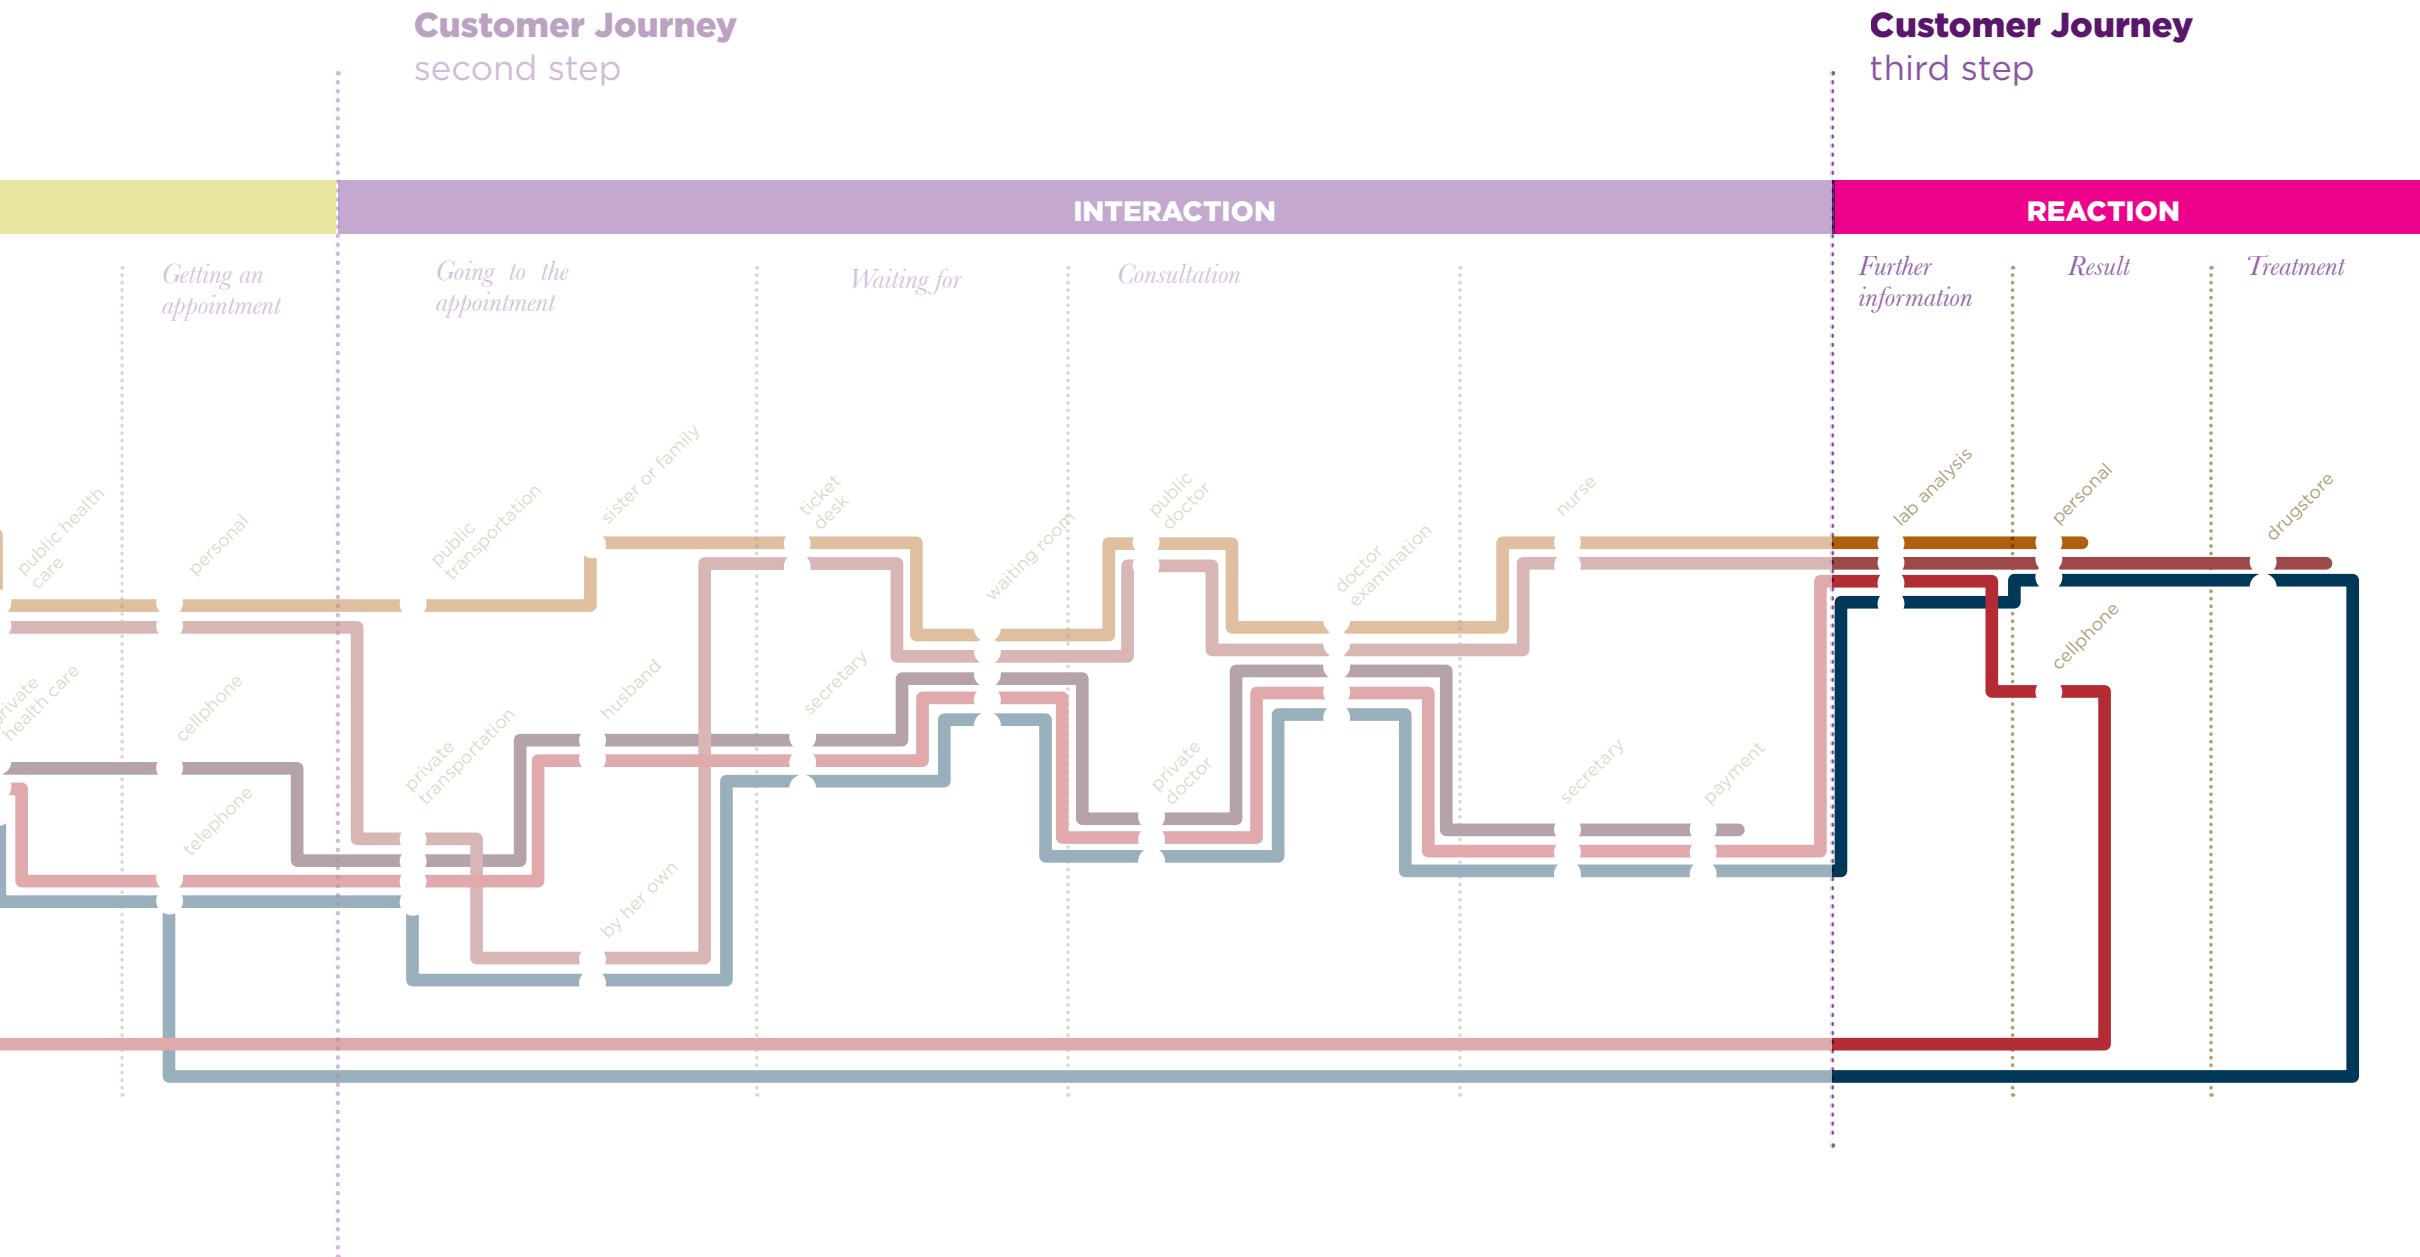 Customer Journey
second step
Customer Journey
third step
INTERACTION
REACTION
Getting an
appointment
Going to the
appointment
Waiting for
Consultation
Further
information
Result
Treatment
public health
care
personal
public
transportation
sister or family
ticket
desk
waiting room
public
doctor
doctor
examination
nurse
lab analysis
personal
drugstore
private
health care
cellphone
telephone
private
transportation
husband
by her own
secretary
private
doctor
secretary
payment
cellphone